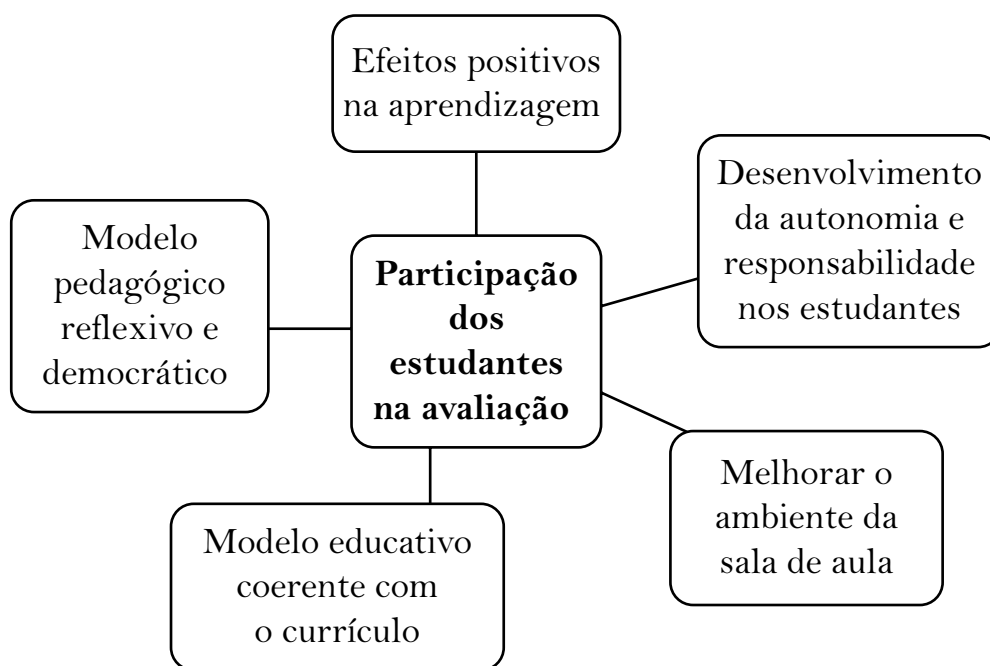 Efeitos positivos
na aprendizagem
Desenvolvimento
da autonomia e
responsabilidade
nos estudantes
Modelo
pedagógico
reflexivo e
democrático
Participação
dos
estudantes
na avaliação
Melhorar o
ambiente da
sala de aula
Modelo educativo
coerente com
o currículo